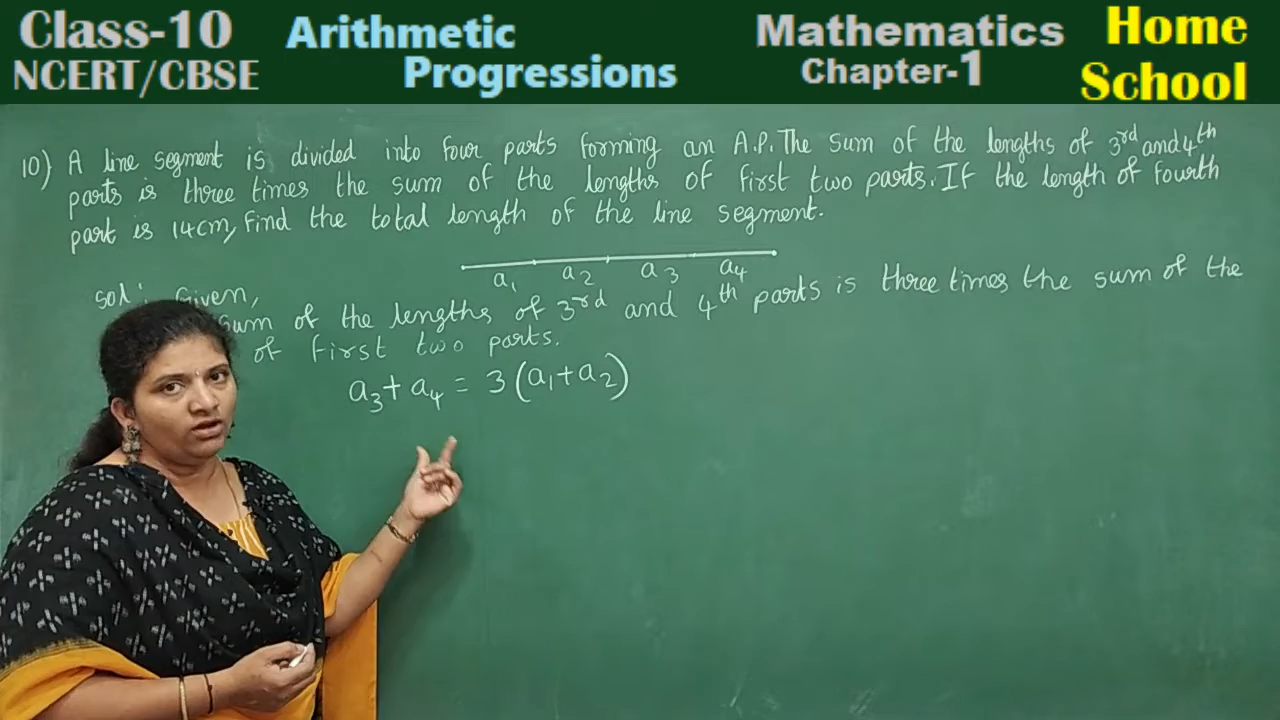 Class-10
NCERT/CBSE
Arithmetic
Progressions
Mathematics
Chapter-1
Home
School
10) A line segment is divided into four parts forming an A.P. The sum of the lengths of 3rd and 4th
parts is three times the sum of the lengths of first two parts. If the length of fourth
part is 14cm, find the total length of the line segment.
a1 a2 a3 a4
Sol: Given,
sum of the lengths of 3rd and 4th parts is three times the sum of the
of first two parts.
a3 + a4 = 3(a1 + a2)